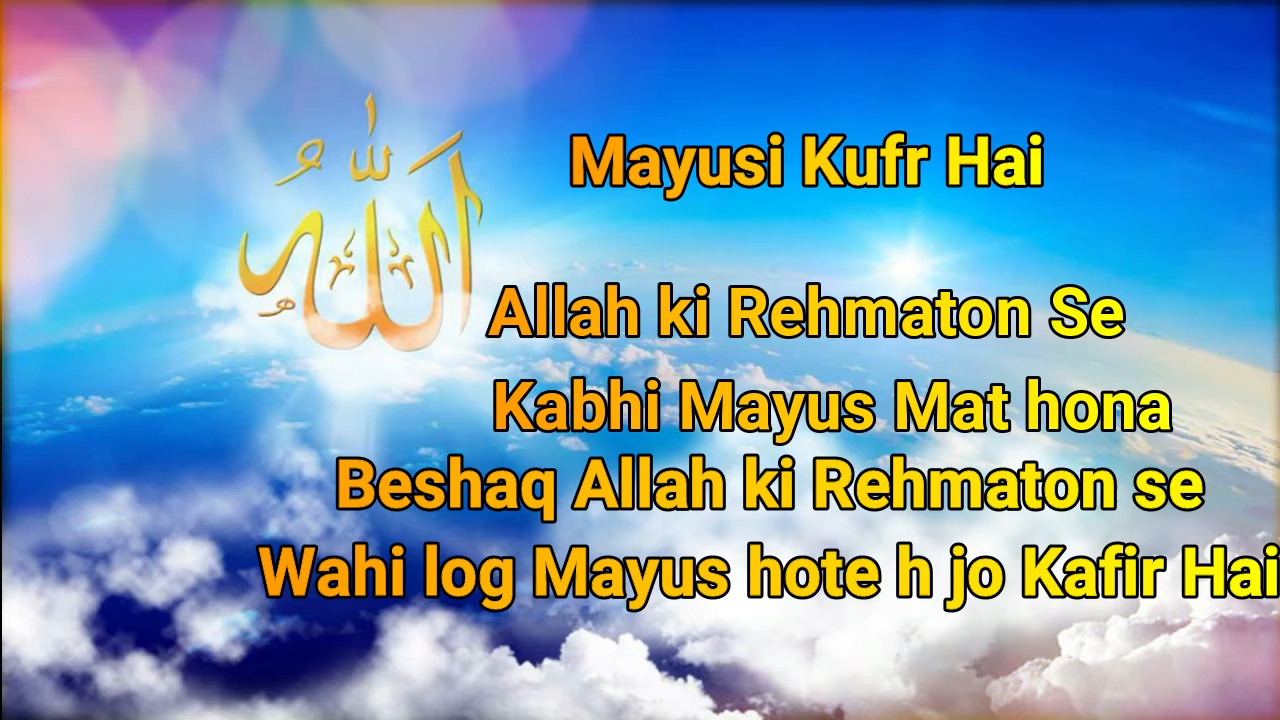 الله
Mayusi Kufr Hai
Allah ki Rehmaton Se
Kabhi Mayus Mat hona
Beshaq Allah ki Rehmaton se
Wahi log Mayus hote h jo Kafir Hai